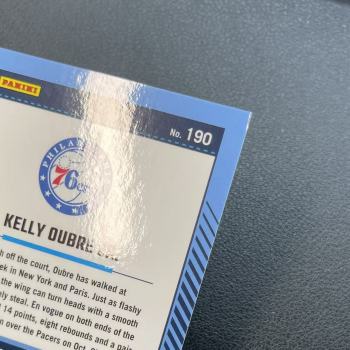 PANINI
No. 190
PHILADELPHIA
76ers
KELLY OUBRE JR.
off the court, Oubre has walked at
in New York and Paris. Just as flashy
the wing can turn heads with a smooth
steal. En vogue on both ends of the
14 points, eight rebounds and a pair
over the Pacers on Oct.